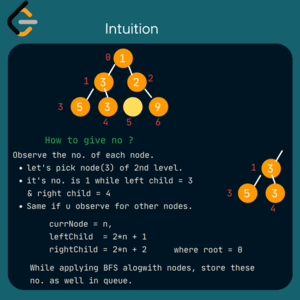 Intuition
0 1
1 3 2 2
5 3 9
3 4 5 6
How to give no ?
Observe the no. of each node.
• let's pick node(3) of 2nd level.
• it's no. is 1 while left child = 3
& right child = 4
• Same if u observe for other nodes.
1 3
3 5 3
4
currNode = n,
leftChild = 2*n + 1
rightChild = 2*n + 2 where root = 0
While applying BFS alogwith nodes, store these
no. as well in queue.